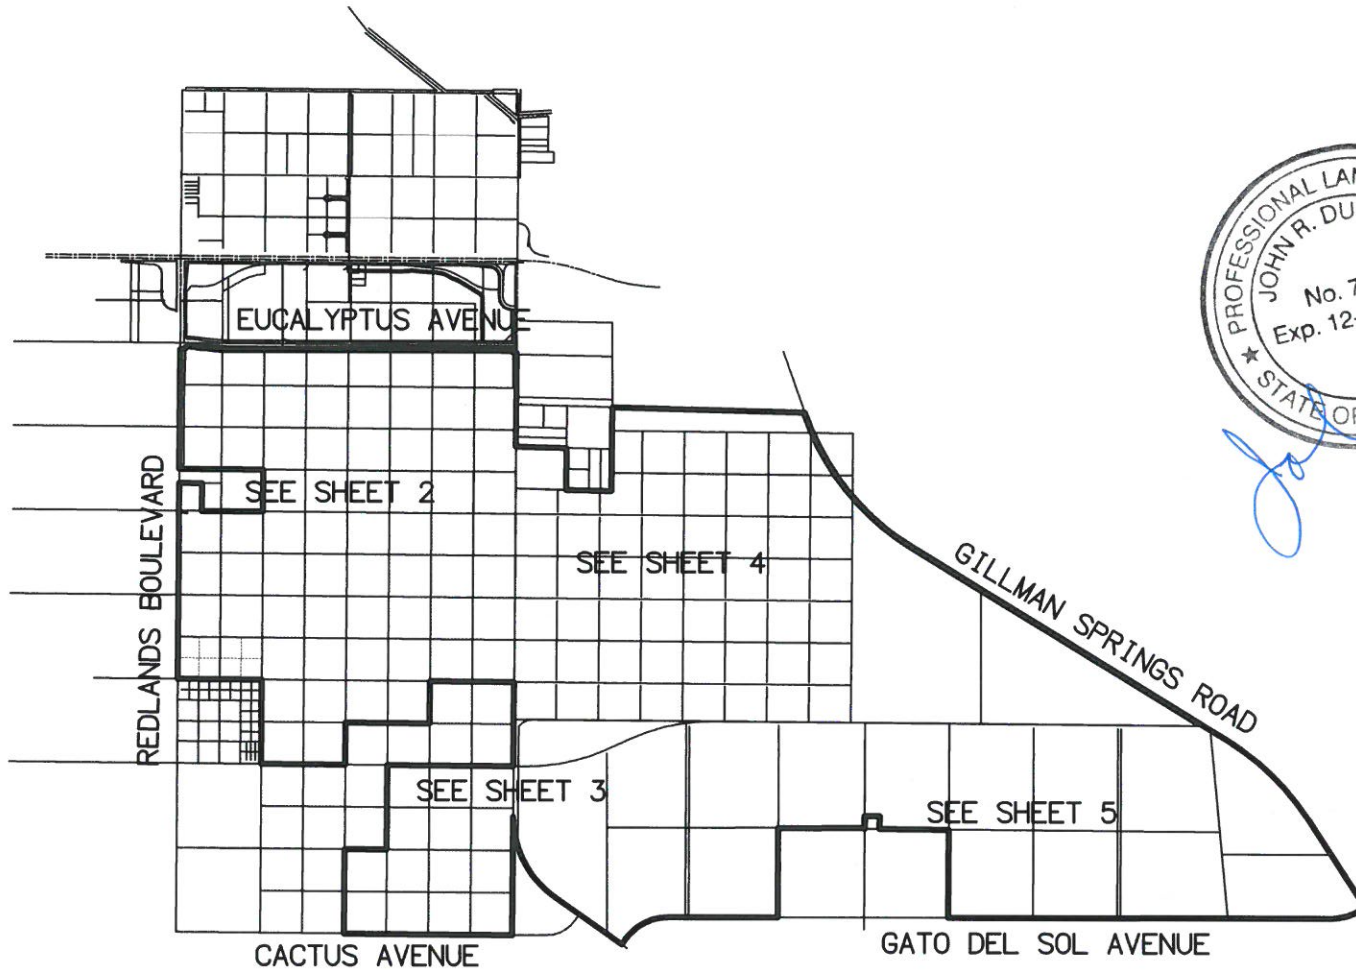 EUCALYPTUS AVENUE
PROFESSIONAL
JOHN R.
No.
Exp.
★ STATE OF
REDLANDS BOULEVARD
SEE SHEET 2
SEE SHEET 4
GILLMAN SPRINGS ROAD
SEE SHEET 3
SEE SHEET 5
CACTUS AVENUE
GATO DEL SOL AVENUE